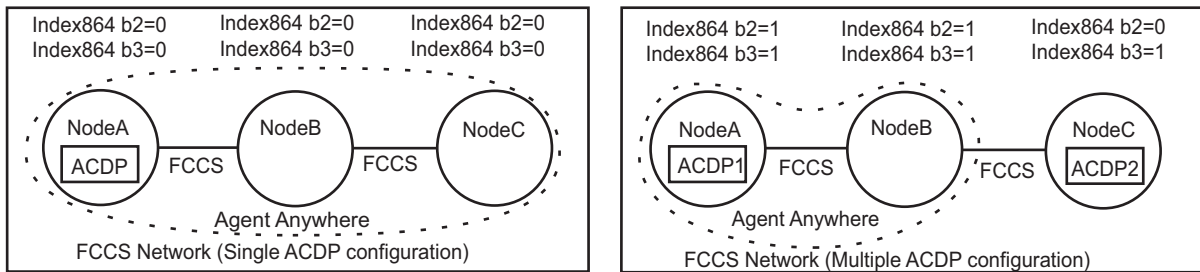 Index864 b2=0 Index864 b2=0 Index864 b2=0
Index864 b3=0 Index864 b3=0 Index864 b3=0
NodeA NodeB NodeC
ACDP
FCCS FCCS
Agent Anywhere
FCCS Network (Single ACDP configuration)
Index864 b2=1 Index864 b2=1 Index864 b2=0
Index864 b3=1 Index864 b3=1 Index864 b3=1
NodeA NodeB NodeC
ACDP1 ACDP2
FCCS FCCS
Agent Anywhere
FCCS Network (Multiple ACDP configuration)